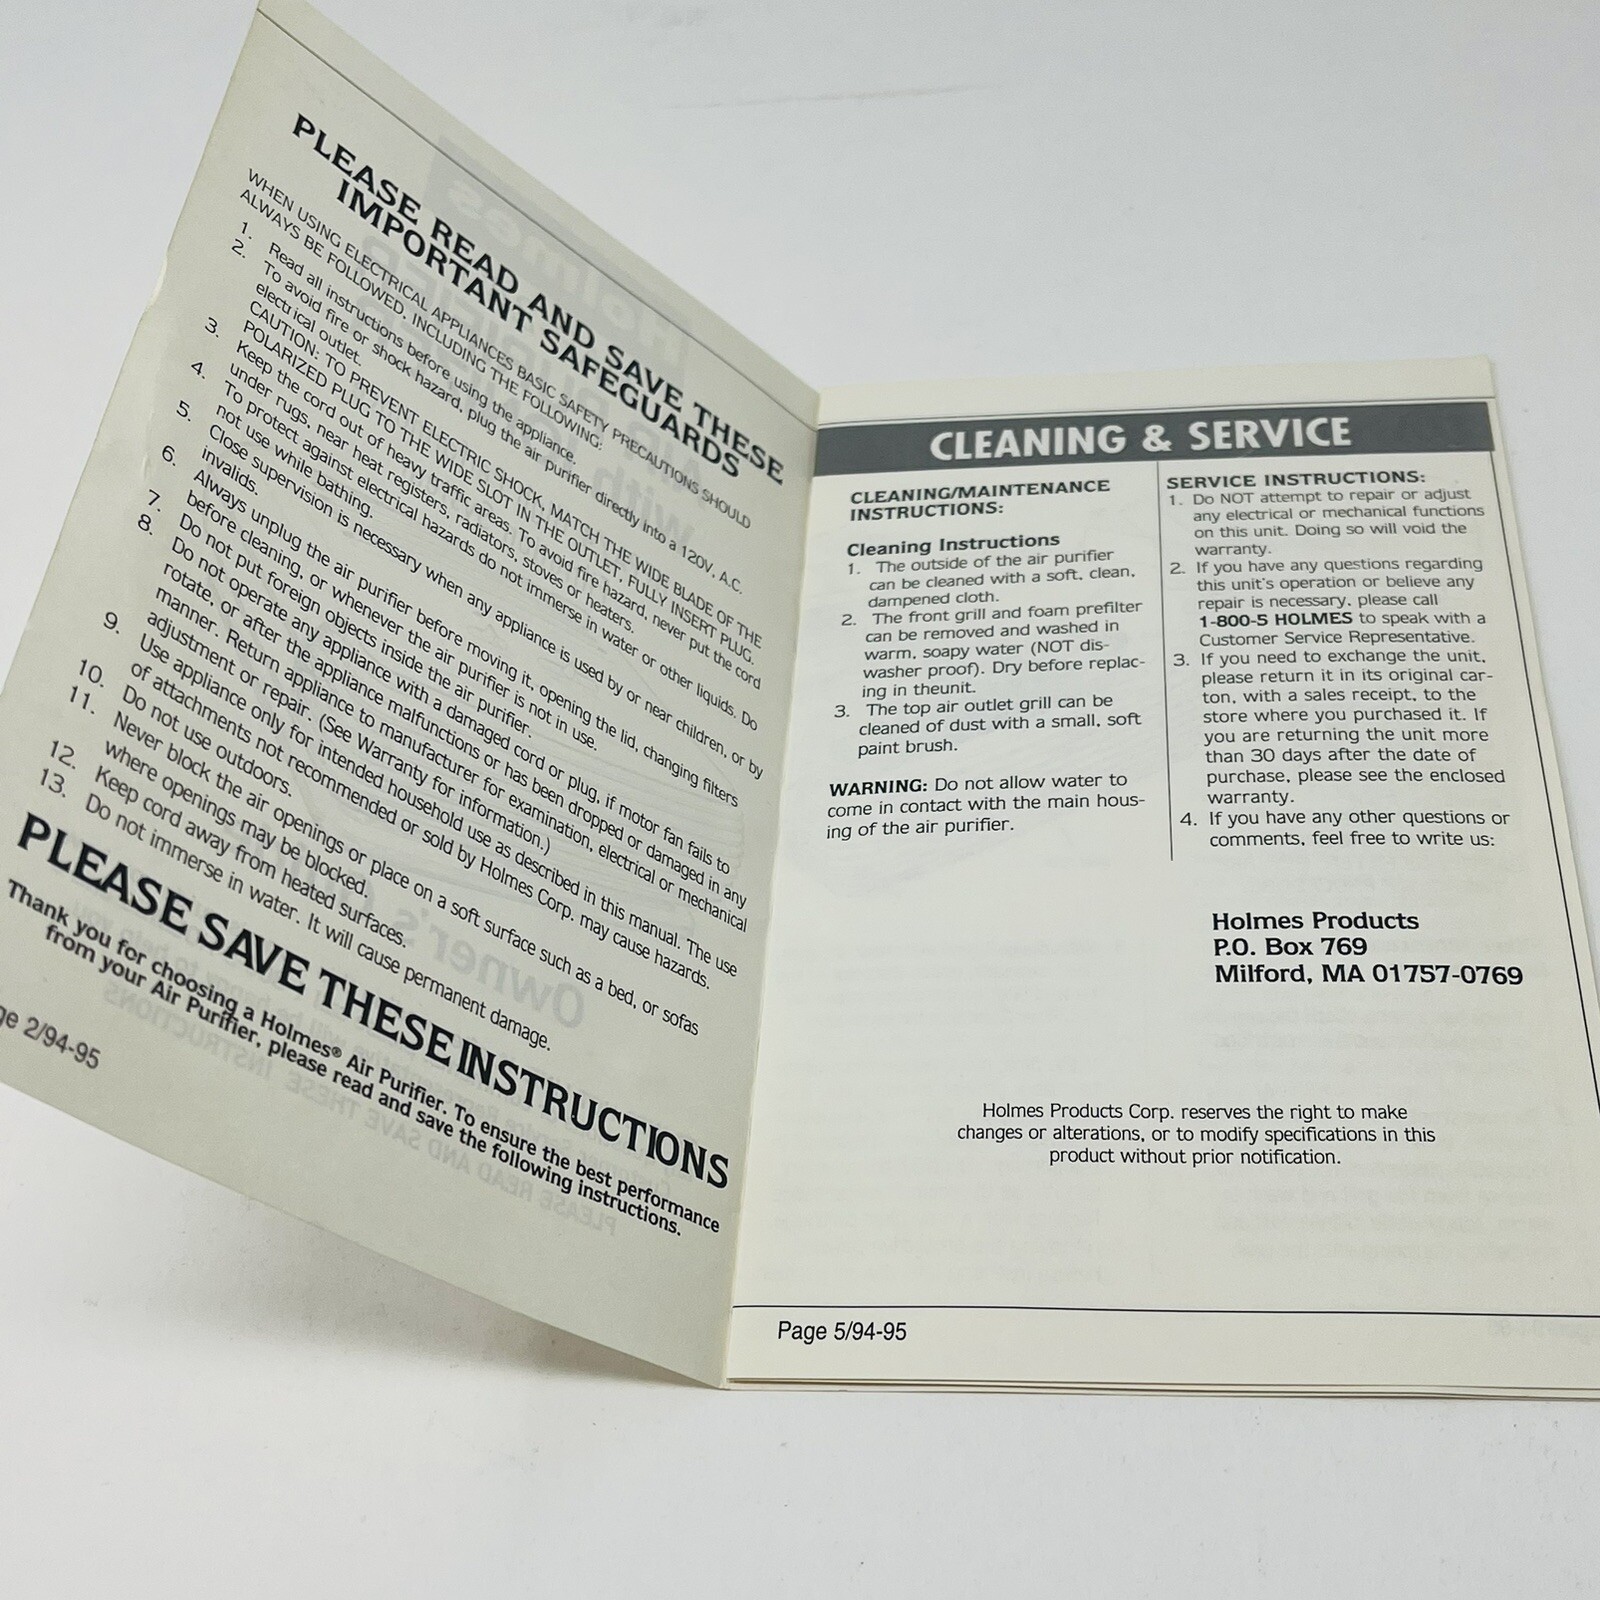 PLEASE READ AND SAVE THESE
IMPORTANT SAFEGUARDS
WHEN USING ELECTRICAL APPLIANCES BASIC SAFETY PRECAUTIONS SHOULD
ALWAYS BE FOLLOWED, INCLUDING THE FOLLOWING:
1. Read all instructions before using the appliance.
2. To avoid fire or shock hazard, plug the air purifier directly into a 120V, A.C.
electrical outlet.
CAUTION: TO PREVENT ELECTRIC SHOCK, MATCH THE WIDE BLADE OF THE
POLARIZED PLUG TO THE WIDE SLOT IN THE OUTLET, FULLY INSERT PLUG.
3. Keep the cord out of heavy traffic areas. To avoid fire hazard, never put the cord
under rugs, near heat registers, radiators, stoves or heaters.
4. To protect against electrical hazards do not immerse in water or other liquids. Do
not use while bathing.
5. Close supervision is necessary when any appliance is used by or near children, or by
invalids.
6. Always unplug the air purifier before moving it, opening the lid, changing filters
before cleaning, or whenever the air purifier is not in use.
7. Do not put foreign objects inside the air purifier.
8. Do not operate any appliance with a damaged cord or plug, if motor fan fails to
rotate, or after the appliance malfunctions or has been dropped or damaged in any
manner. Return appliance to manufacturer for examination, electrical or mechanical
adjustment or repair. (See Warranty for information.)
9. Use appliance only for intended household use as described in this manual. The use
of attachments not recommended or sold by Holmes Corp. may cause hazards.
10. Do not use outdoors.
11. Never block the air openings or place on a soft surface such as a bed, or sofas
where openings may be blocked.
12. Keep cord away from heated surfaces.
13. Do not immerse in water. It will cause permanent damage.
PLEASE SAVE THESE INSTRUCTIONS
Thank you for choosing a Holmes® Air Purifier. To ensure the best performance
from your Air Purifier, please read and save the following instructions.
ge 2/94-95
CLEANING & SERVICE
CLEANING/MAINTENANCE
INSTRUCTIONS:
Cleaning Instructions
1. The outside of the air purifier
can be cleaned with a soft, clean,
dampened cloth.
2. The front grill and foam prefilter
can be removed and washed in
warm, soapy water (NOT dis-
washer proof). Dry before replac-
ing in theunit.
3. The top air outlet grill can be
cleaned of dust with a small, soft
paint brush.
WARNING: Do not allow water to
come in contact with the main hous-
ing of the air purifier.
SERVICE INSTRUCTIONS:
1. Do NOT attempt to repair or adjust
any electrical or mechanical functions
on this unit. Doing so will void the
warranty.
2. If you have any questions regarding
this unit's operation or believe any
repair is necessary, please call
1-800-5 HOLMES to speak with a
Customer Service Representative.
3. If you need to exchange the unit,
please return it in its original car-
ton, with a sales receipt, to the
store where you purchased it. If
you are returning the unit more
than 30 days after the date of
purchase, please see the enclosed
warranty.
4. If you have any other questions or
comments, feel free to write us:
Holmes Products
P.O. Box 769
Milford, MA 01757-0769
Holmes Products Corp. reserves the right to make
changes or alterations, or to modify specifications in this
product without prior notification.
Page 5/94-95